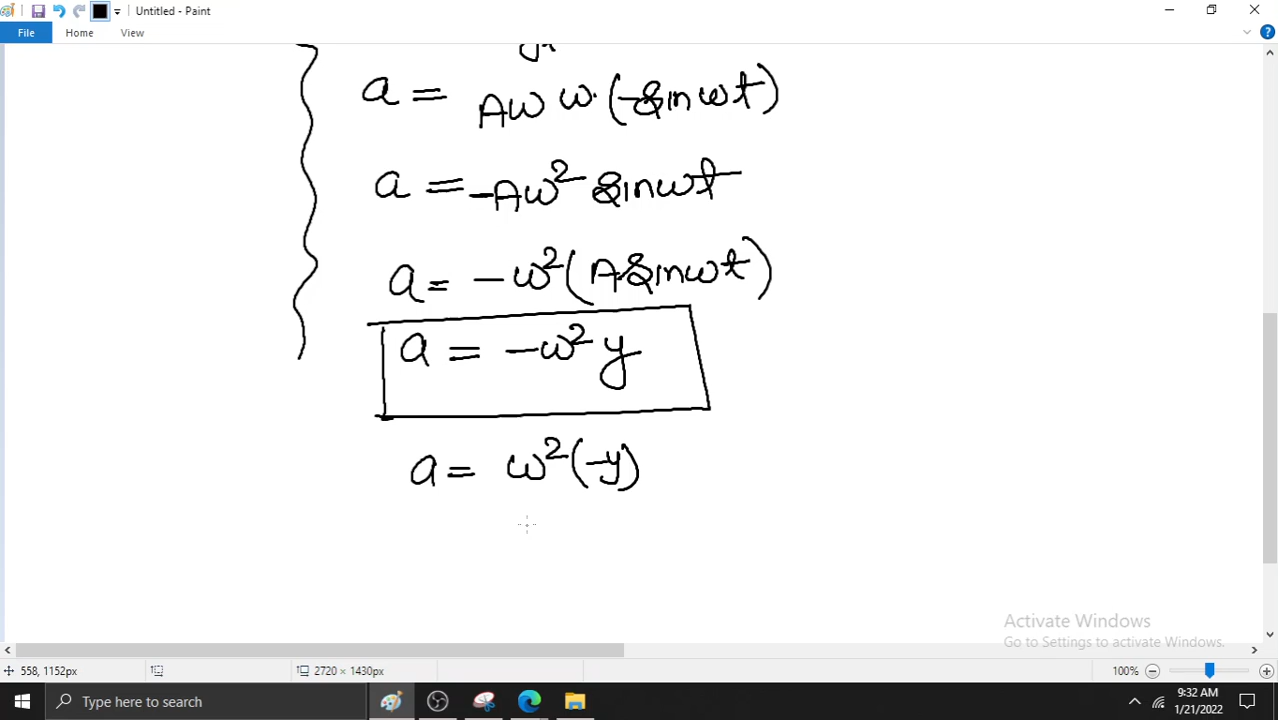 Untitled - Paint
File Home View
a = Aω ω·(-Sinωt)
a = -Aω² Sinωt
a = -ω²(A Sinωt)
a = -ω² y
a = ω²(-y)
Activate Windows
Go to Settings to activate Windows.
558, 1152px 2720 × 1430px 100%
Type here to search
9:32 AM
1/21/2022